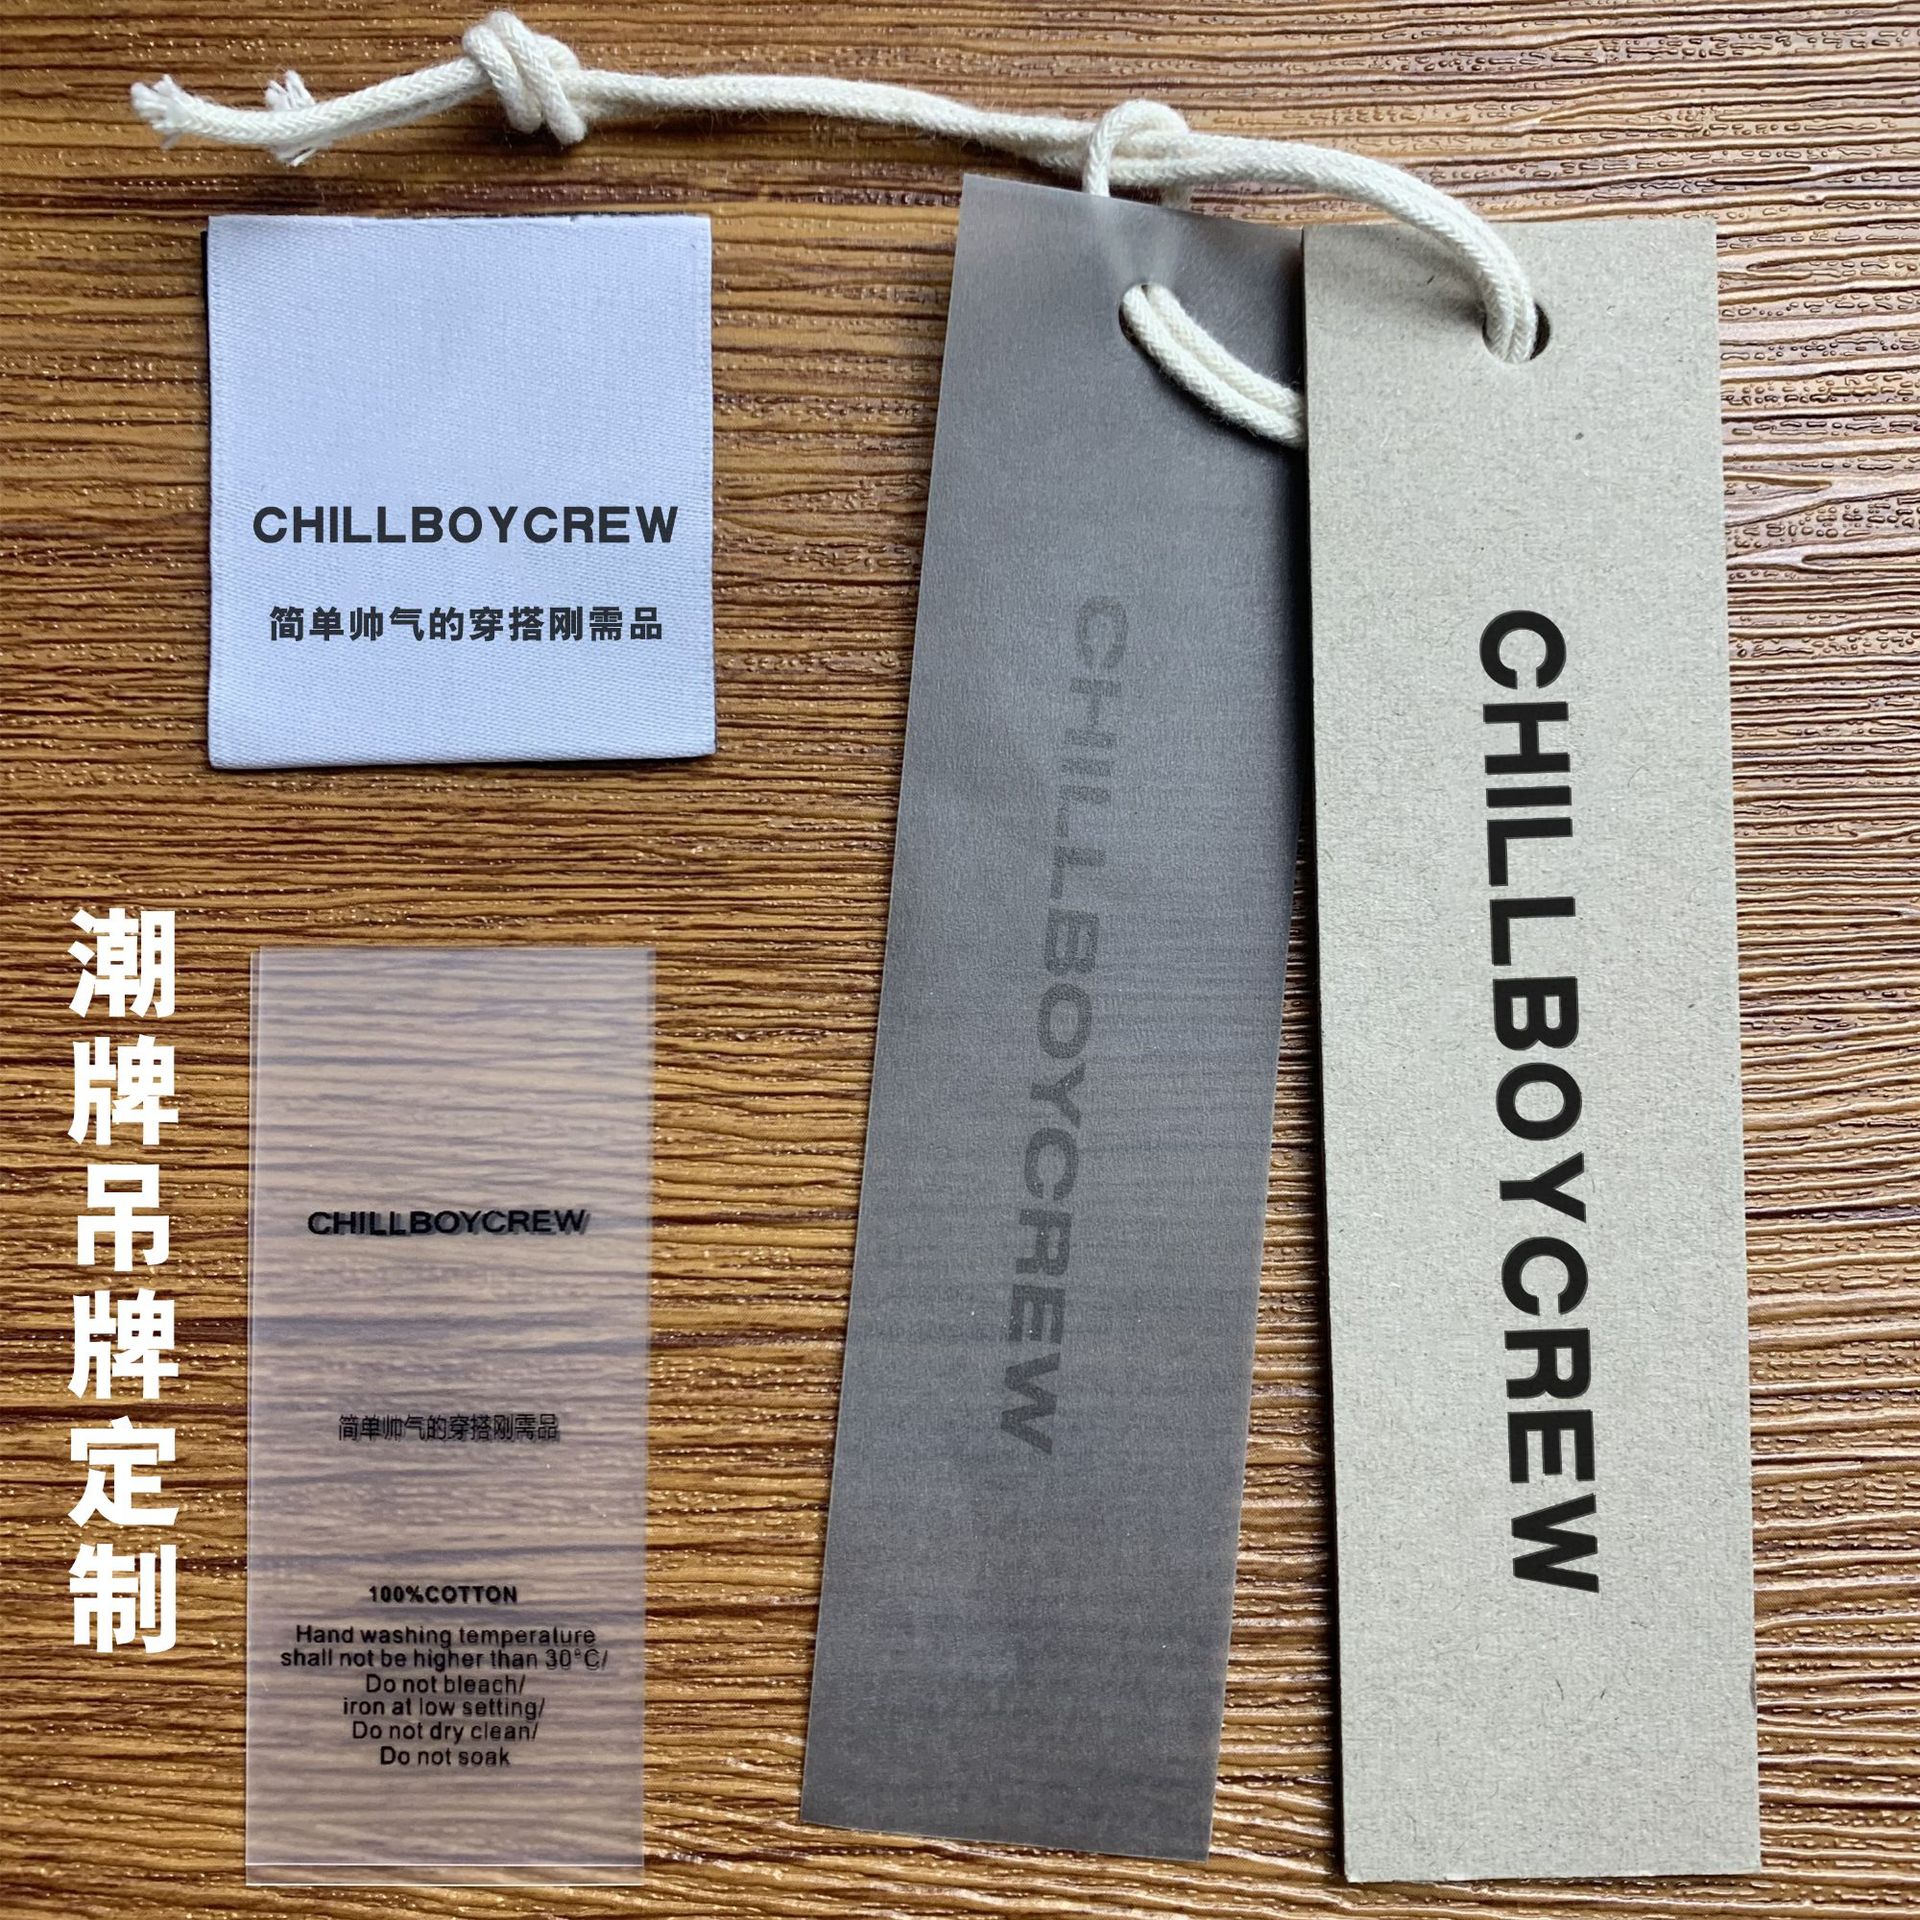 CHILLBOYCREW
简单帅气的穿搭刚需品
CHILLBOYCREW
CHILLBOYCREW
潮牌吊牌定制
CHILLBOYCREW
简单帅气的穿搭刚需品
100%COTTON
Hand washing temperature
shall not be higher than 30°C/
Do not bleach/
iron at low setting/
Do not dry clean/
Do not soak